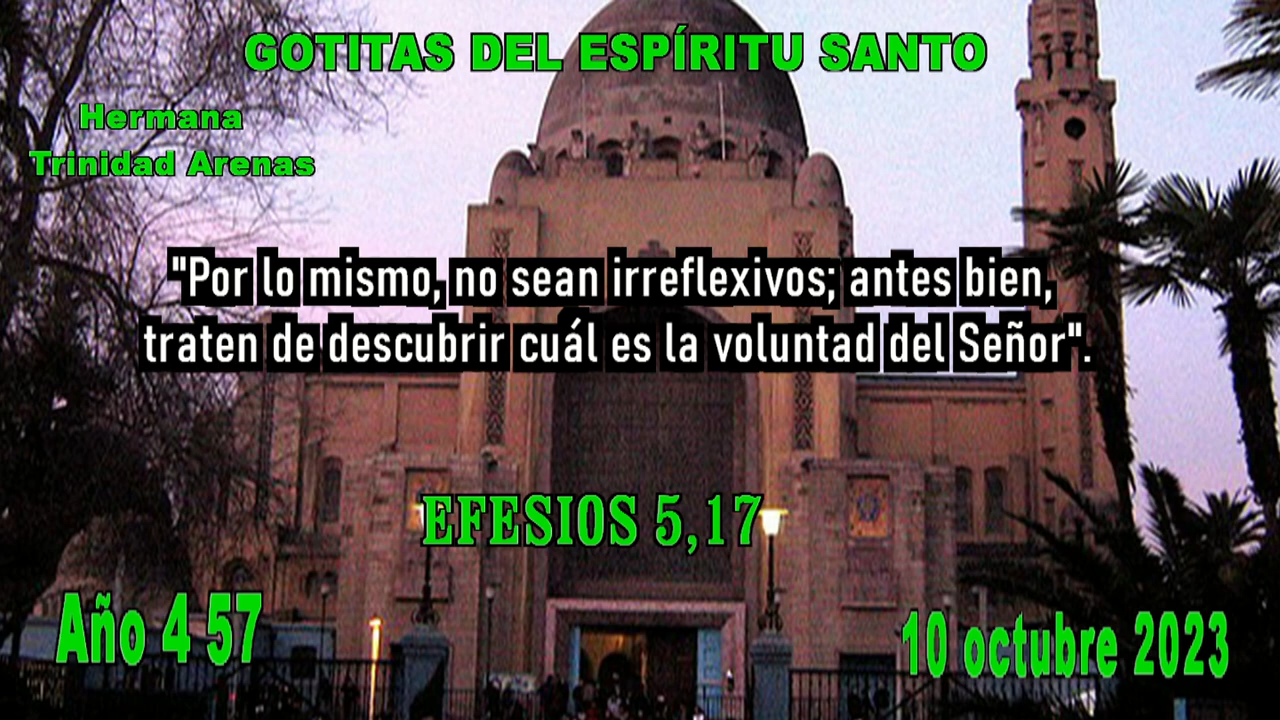 GOTITAS DEL ESPÍRITU SANTO
Hermana
Trinidad Arenas
"Por lo mismo, no sean irreflexivos; antes bien,
traten de descubrir cuál es la voluntad del Señor".
EFESIOS 5,17
Año 4 57
10 octubre 2023